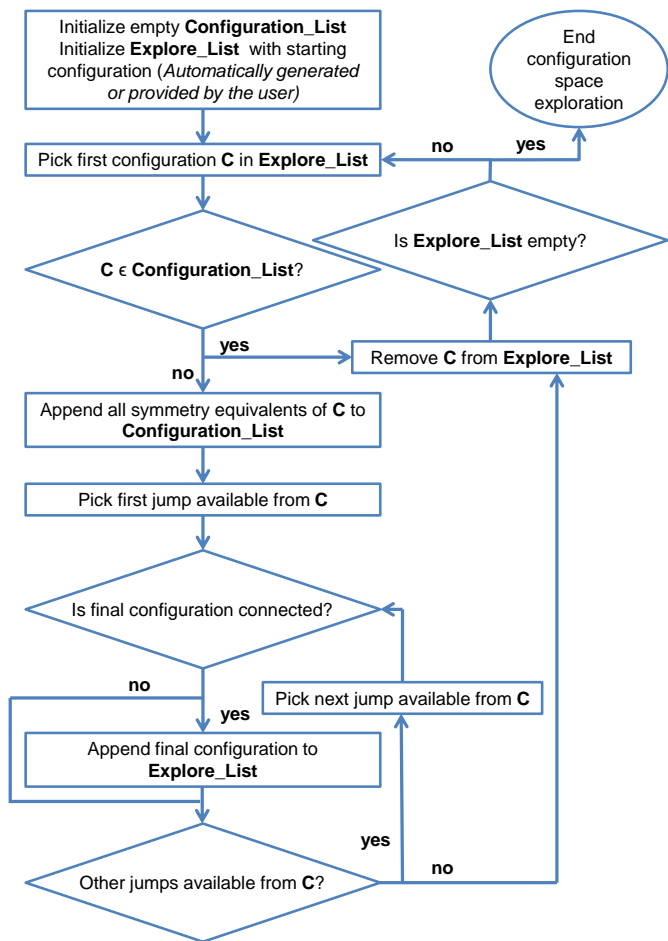 Initialize empty Configuration_List
Initialize Explore_List with starting
configuration (Automatically generated
or provided by the user)
End
configuration
space
exploration
no
yes
Pick first configuration C in Explore_List
Is Explore_List empty?
C ϵ Configuration_List?
yes
Remove C from Explore_List
no
Append all symmetry equivalents of C to
Configuration_List
Pick first jump available from C
Is final configuration connected?
no
Pick next jump available from C
yes
Append final configuration to
Explore_List
yes
no
Other jumps available from C?